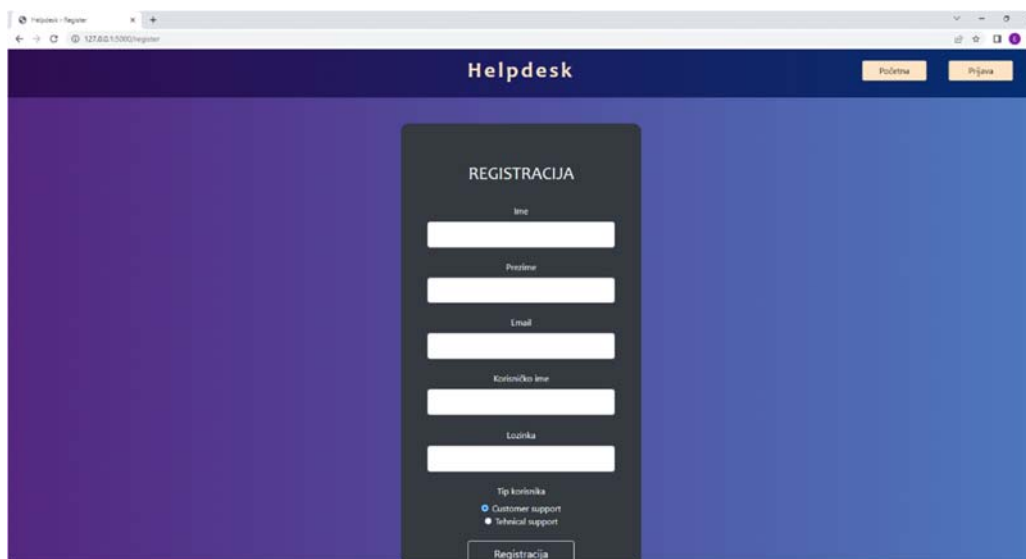 Helpdesk - Register
127.0.0.1:5000/register
Helpdesk
Početna
Prijava
REGISTRACIJA
Ime
Prezime
Email
Korisničko ime
Lozinka
Tip korisnika
Customer support
Tehnical support
Registracija